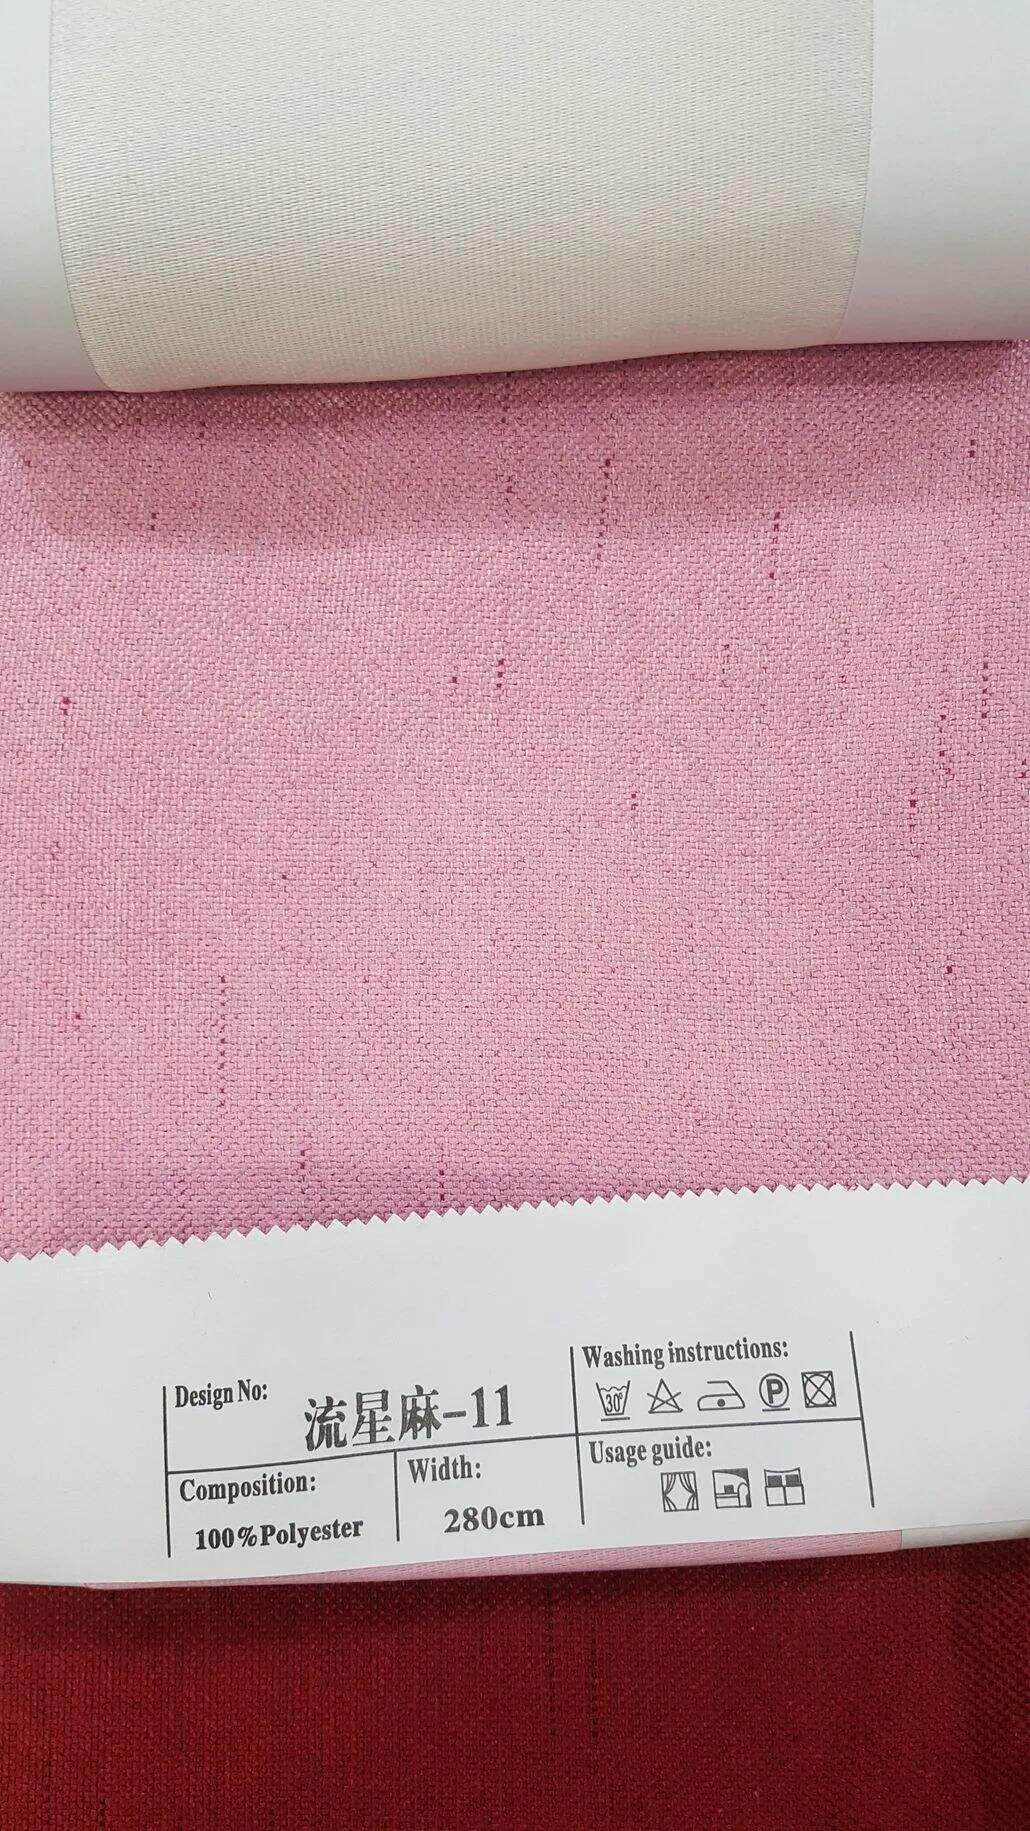 Design No:
流星麻-11
Washing instructions:
30°
P
Composition:
100%Polyester
Width:
280cm
Usage guide: